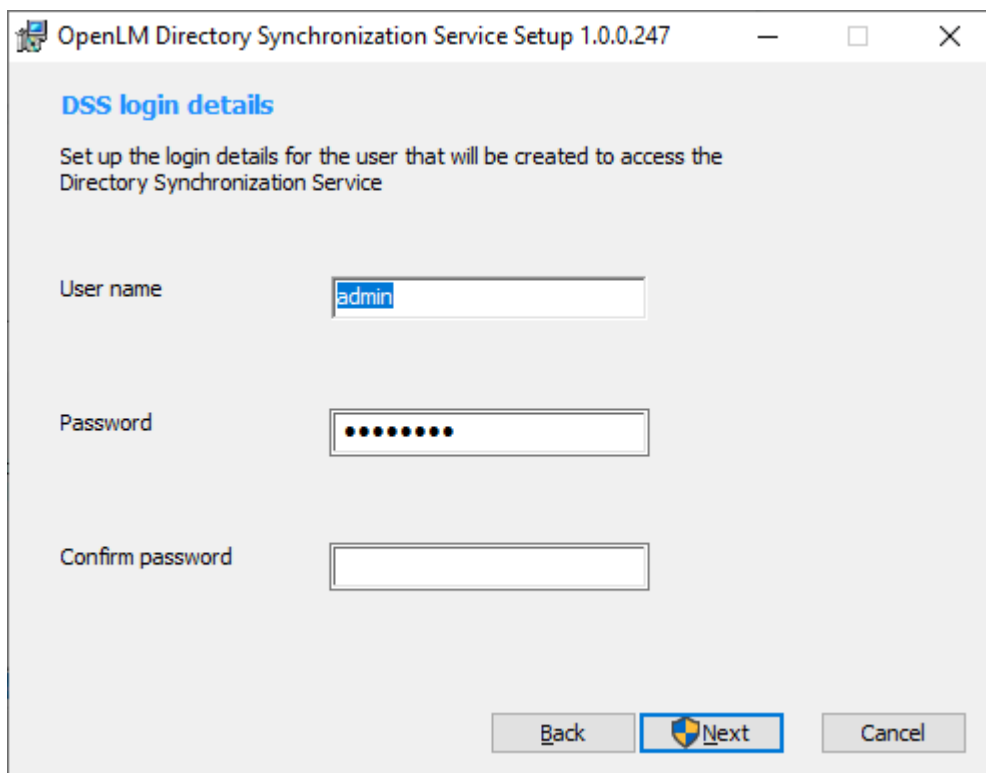 OpenLM Directory Synchronization Service Setup 1.0.0.247
DSS login details
Set up the login details for the user that will be created to access the
Directory Synchronization Service
User name
admin
Password
••••••••
Confirm password
Back
Next
Cancel